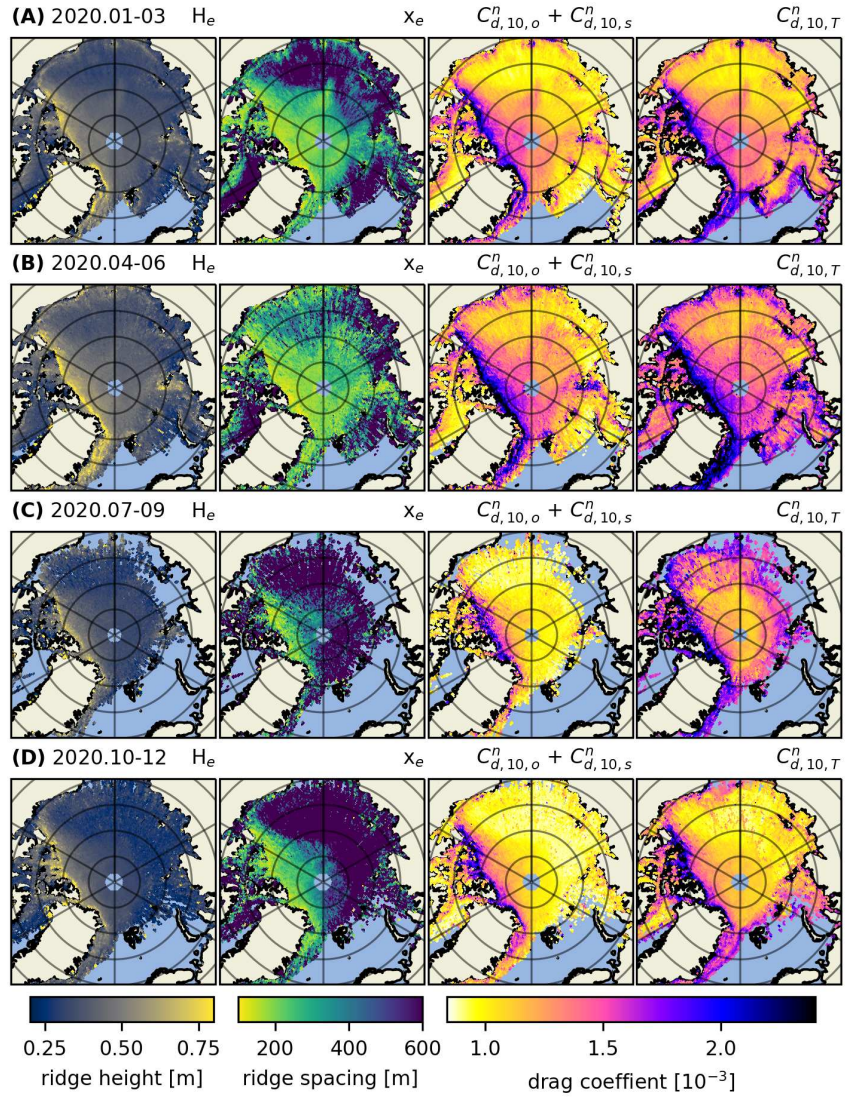 (A) 2020.01-03 H_e x_e C^n_{d,10,o} + C^n_{d,10,s} C^n_{d,10,T}
(B) 2020.04-06 H_e x_e C^n_{d,10,o} + C^n_{d,10,s} C^n_{d,10,T}
(C) 2020.07-09 H_e x_e C^n_{d,10,o} + C^n_{d,10,s} C^n_{d,10,T}
(D) 2020.10-12 H_e x_e C^n_{d,10,o} + C^n_{d,10,s} C^n_{d,10,T}
0.25 0.50 0.75 200 400 600 1.0 1.5 2.0
ridge height [m] ridge spacing [m] drag coeffient [10^{-3}]